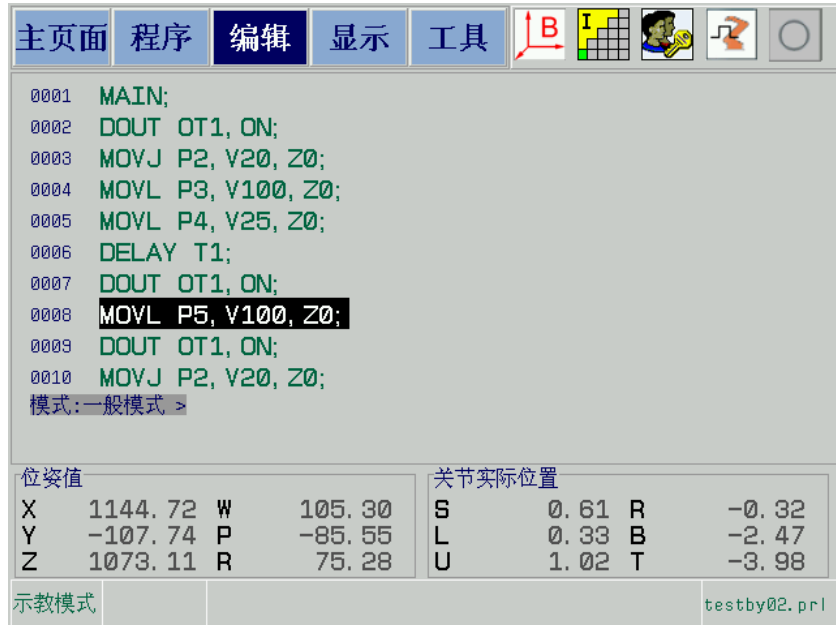 主页面 程序 编辑 显示 工具 B I
0001 MAIN;
0002 DOUT OT1, ON;
0003 MOVJ P2, V20, Z0;
0004 MOVL P3, V100, Z0;
0005 MOVL P4, V25, Z0;
0006 DELAY T1;
0007 DOUT OT1, ON;
0008 MOVL P5, V100, Z0;
0009 DOUT OT1, ON;
0010 MOVJ P2, V20, Z0;
模式:一般模式 >
位姿值 关节实际位置
X 1144.72 W 105.30 S 0.61 R -0.32
Y -107.74 P -85.55 L 0.33 B -2.47
Z 1073.11 R 75.28 U 1.02 T -3.98
示教模式 testby02.prl